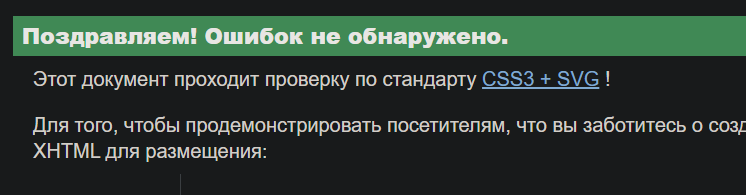 Поздравляем! Ошибок не обнаружено.
Этот документ проходит проверку по стандарту CSS3 + SVG !
Для того, чтобы продемонстрировать посетителям, что вы заботитесь о созд
XHTML для размещения: